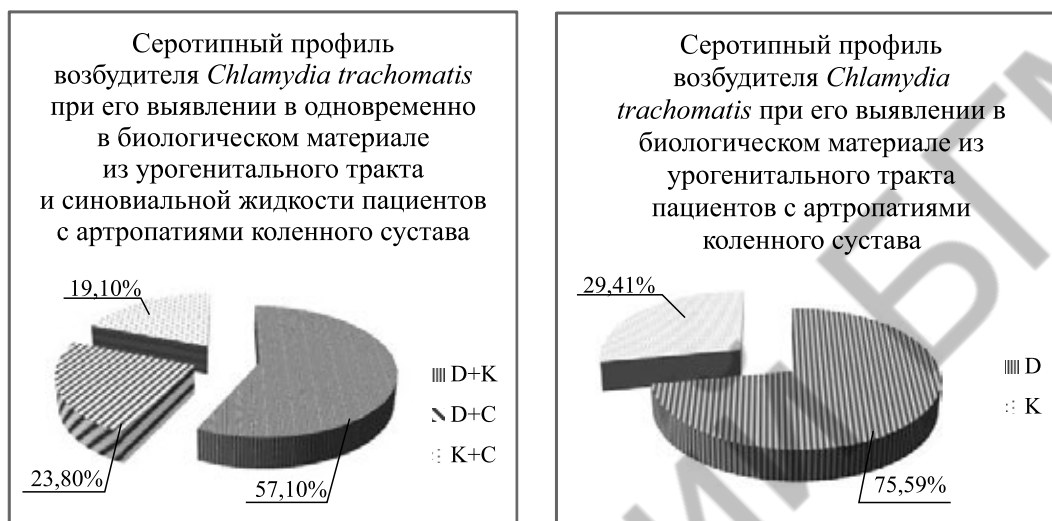 Серотипный профиль
возбудителя Chlamydia trachomatis
при его выявлении в одновременно
в биологическом материале
из урогенитального тракта
и синовиальной жидкости пациентов
с артропатиями коленного сустава
19,10%
23,80%
57,10%
D+K
D+C
K+C
Серотипный профиль
возбудителя Chlamydia
trachomatis при его выявлении в
биологическом материале из
урогенитального тракта
пациентов с артропатиями
коленного сустава
29,41%
75,59%
D
K